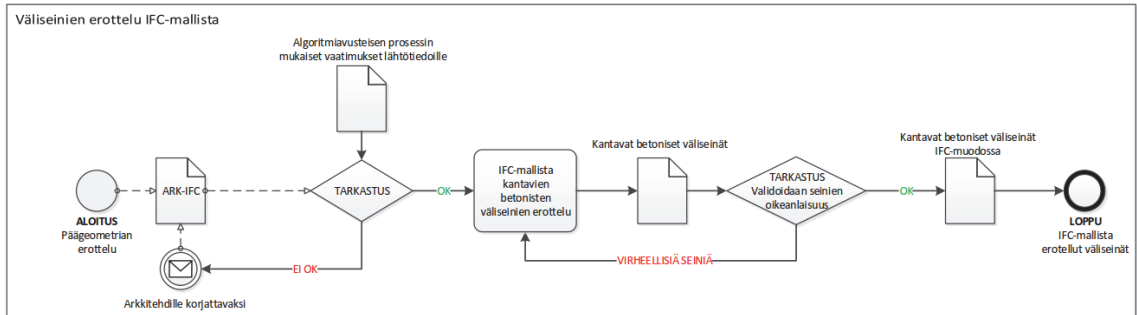 Väliseinien erottelu IFC-mallista
Algoritmiavusteisen prosessin
mukaiset vaatimukset lähtötiedoille
ARK-IFC
ALOITUS
Päägeometrian
erottelu
Arkkitehdille korjattavaksi
TARKASTUS
EI OK
OK
IFC-mallista
kantavien
betonisten
väliseinien erottelu
Kantavat betoniset väliseinät
TARKASTUS
Validoidaan seinien
oikeanlaisuus
VIRHEELLISIÄ SEINIÄ
OK
Kantavat betoniset väliseinät
IFC-muodossa
LOPPU
IFC-mallista
erotellut väliseinät